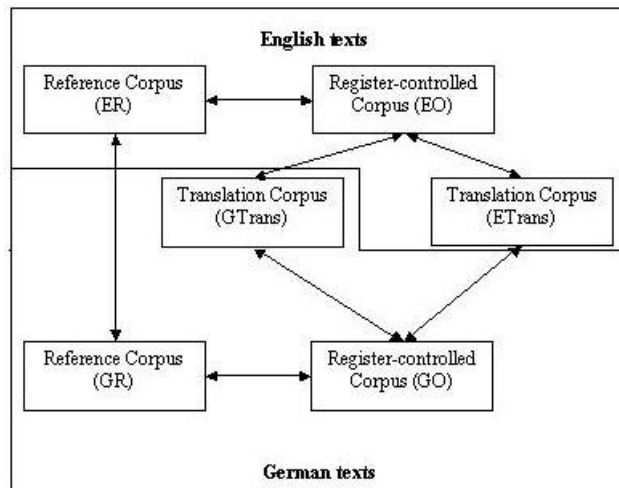 English texts
Reference Corpus
(ER)
Register-controlled
Corpus (EO)
Translation Corpus
(GTrans)
Translation Corpus
(ETrans)
Reference Corpus
(GR)
Register-controlled
Corpus (GO)
German texts